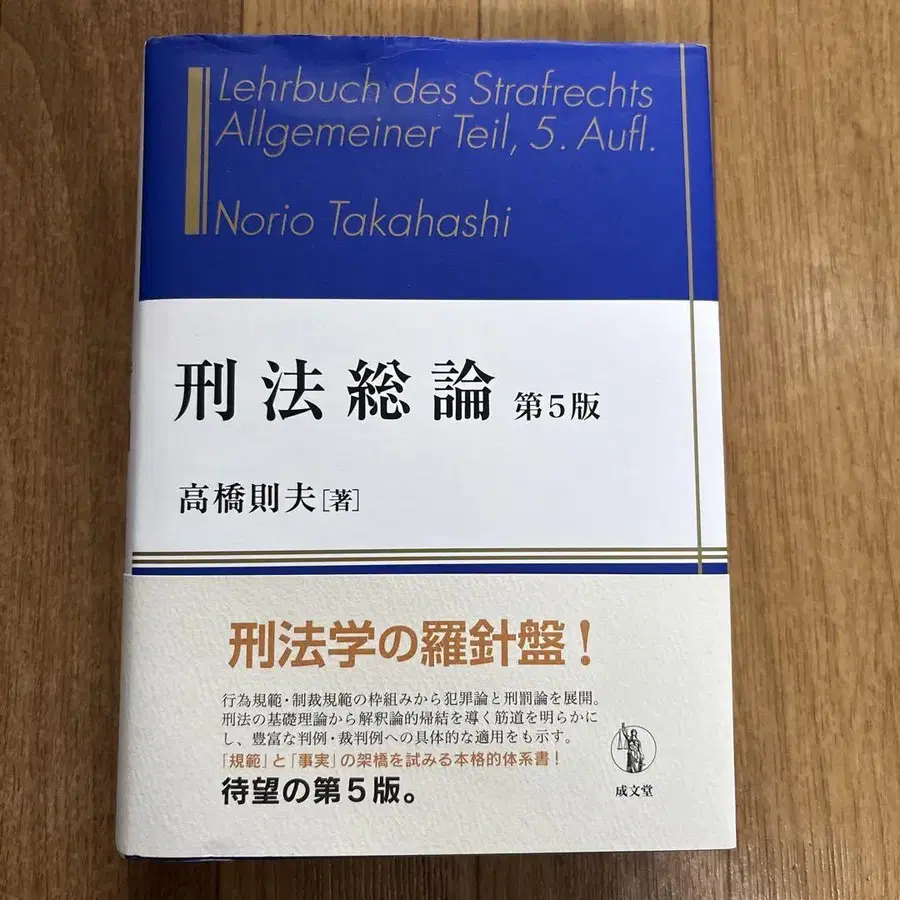 Lehrbuch des Strafrechts
Allgemeiner Teil, 5. Aufl.
Norio Takahashi
刑法総論 第5版
高橋則夫[著]
刑法学の羅針盤!
行為規範・制裁規範の枠組みから犯罪論と刑罰論を展開。
刑法の基礎理論から解釈論的帰結を導く筋道を明らかに
し、豊富な判例・裁判例への具体的な適用をも示す。
「規範」と「事実」の架橋を試みる本格的体系書!
待望の第5版。
成文堂